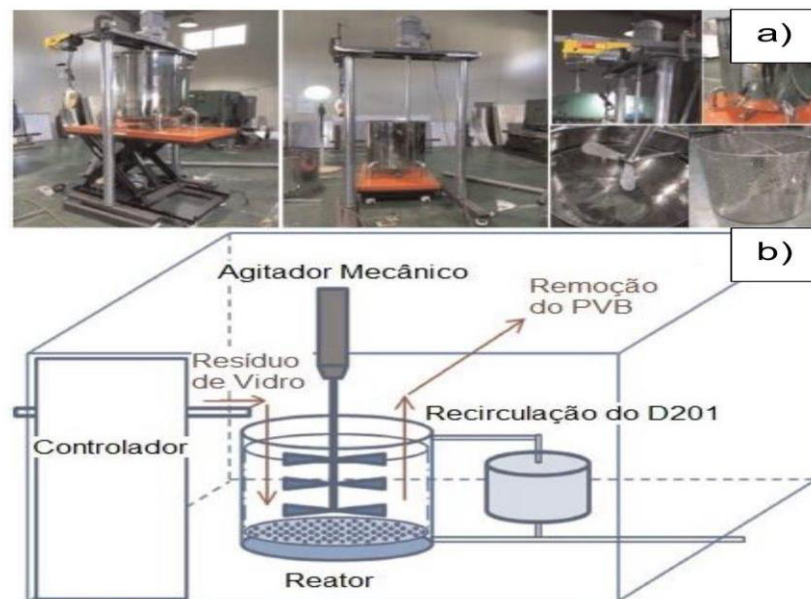 a)
b)
Agitador Mecânico
Remoção
do PVB
Resíduo
de Vidro
Recirculação do D201
Controlador
Reator